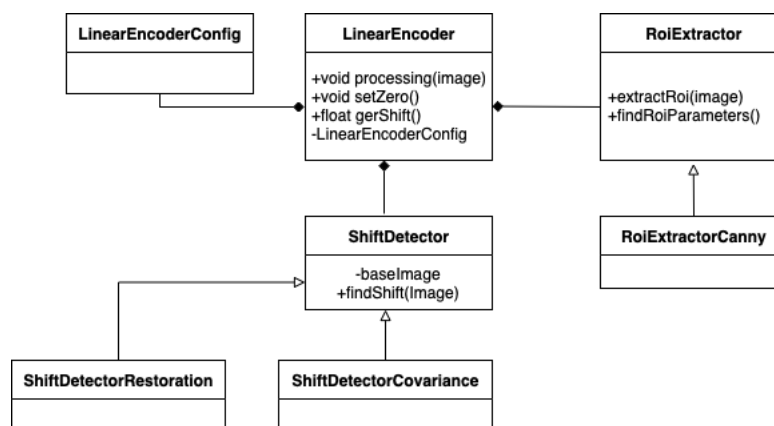 LinearEncoderConfig
LinearEncoder
+void processing(image)
+void setZero()
+float gerShift()
-LinearEncoderConfig
RoiExtractor
+extractRoi(image)
+findRoiParameters()
ShiftDetector
-baseImage
+findShift(Image)
RoiExtractorCanny
ShiftDetectorRestoration
ShiftDetectorCovariance